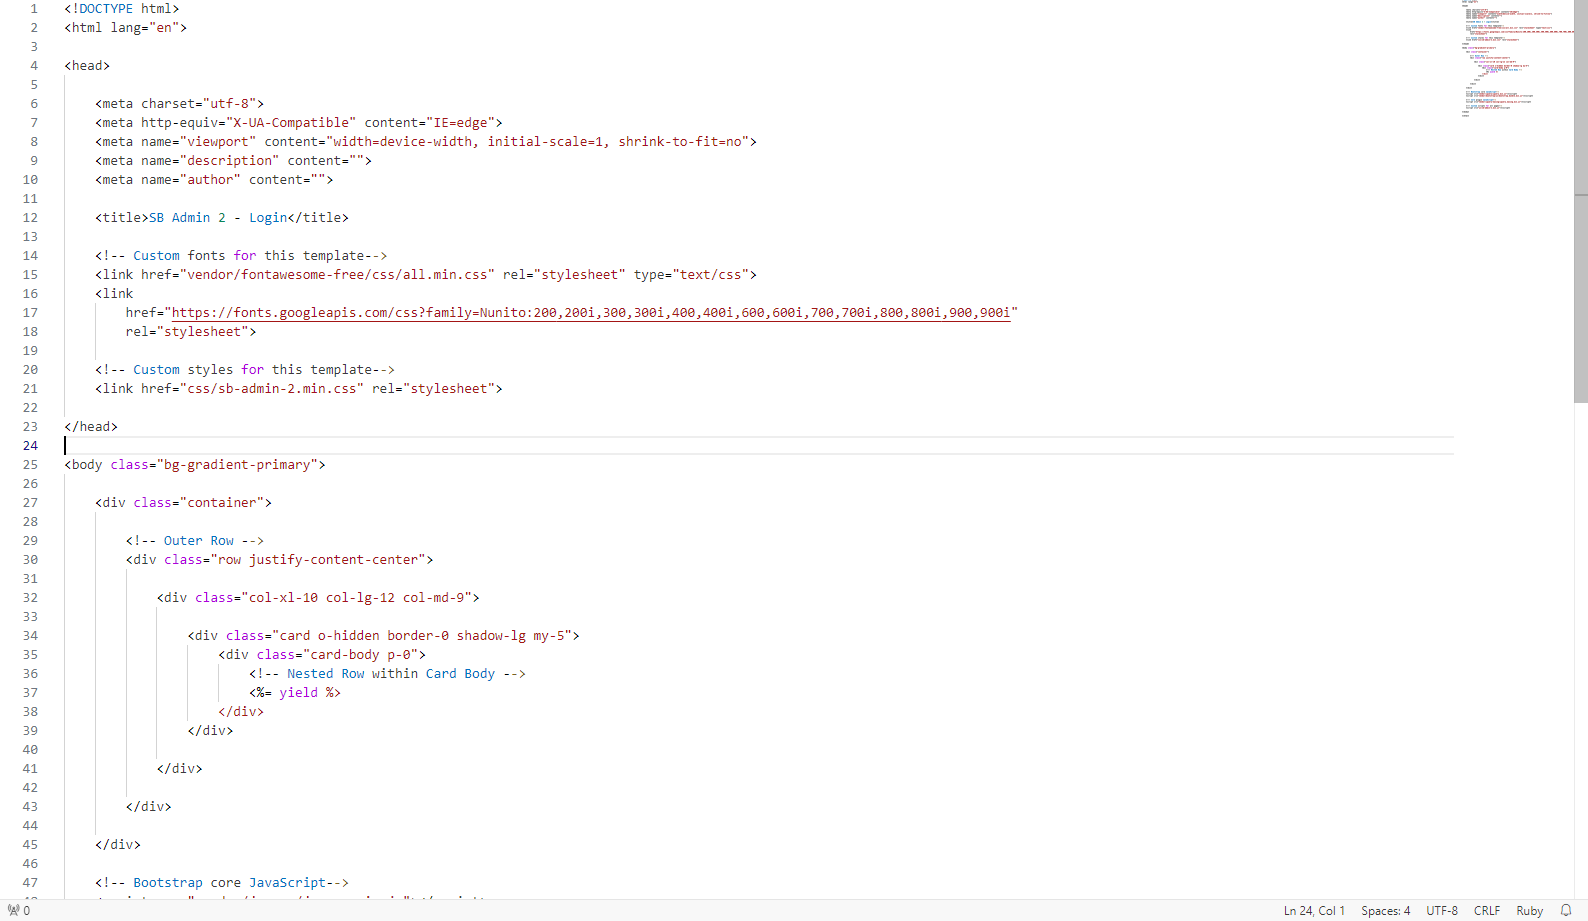 1 <!DOCTYPE html>
2 <html lang="en">
3
4 <head>
5
6 <meta charset="utf-8">
7 <meta http-equiv="X-UA-Compatible" content="IE=edge">
8 <meta name="viewport" content="width=device-width, initial-scale=1, shrink-to-fit=no">
9 <meta name="description" content="">
10 <meta name="author" content="">
11
12 <title>SB Admin 2 - Login</title>
13
14 <!-- Custom fonts for this template-->
15 <link href="vendor/fontawesome-free/css/all.min.css" rel="stylesheet" type="text/css">
16 <link
17 href="https://fonts.googleapis.com/css?family=Nunito:200,200i,300,300i,400,400i,600,600i,700,700i,800,800i,900,900i"
18 rel="stylesheet">
19
20 <!-- Custom styles for this template-->
21 <link href="css/sb-admin-2.min.css" rel="stylesheet">
22
23 </head>
24
25 <body class="bg-gradient-primary">
26
27 <div class="container">
28
29 <!-- Outer Row -->
30 <div class="row justify-content-center">
31
32 <div class="col-xl-10 col-lg-12 col-md-9">
33
34 <div class="card o-hidden border-0 shadow-lg my-5">
35 <div class="card-body p-0">
36 <!-- Nested Row within Card Body -->
37 <%= yield %>
38 </div>
39 </div>
40
41 </div>
42
43 </div>
44
45 </div>
46
47 <!-- Bootstrap core JavaScript-->
0 Ln 24, Col 1 Spaces: 4 UTF-8 CRLF Ruby